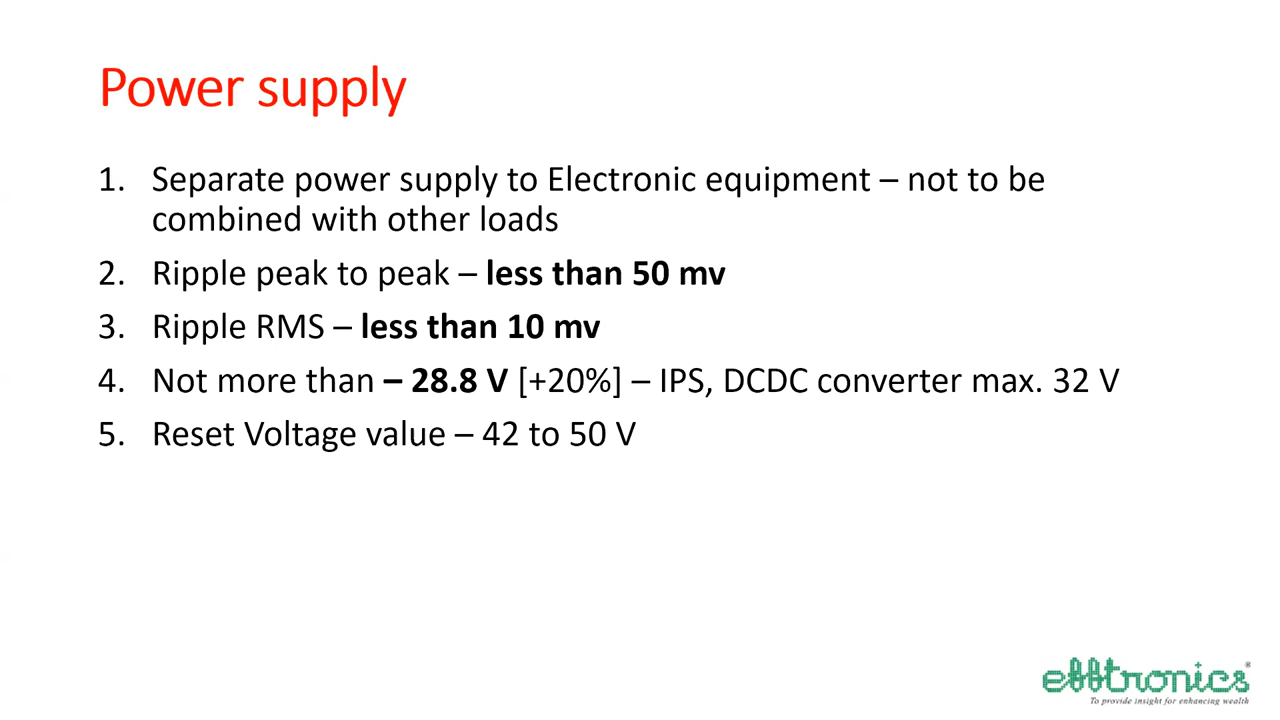 Power supply
1. Separate power supply to Electronic equipment – not to be
combined with other loads
2. Ripple peak to peak – less than 50 mv
3. Ripple RMS – less than 10 mv
4. Not more than – 28.8 V [+20%] – IPS, DCDC converter max. 32 V
5. Reset Voltage value – 42 to 50 V
efftronics®
To provide insight for enhancing wealth